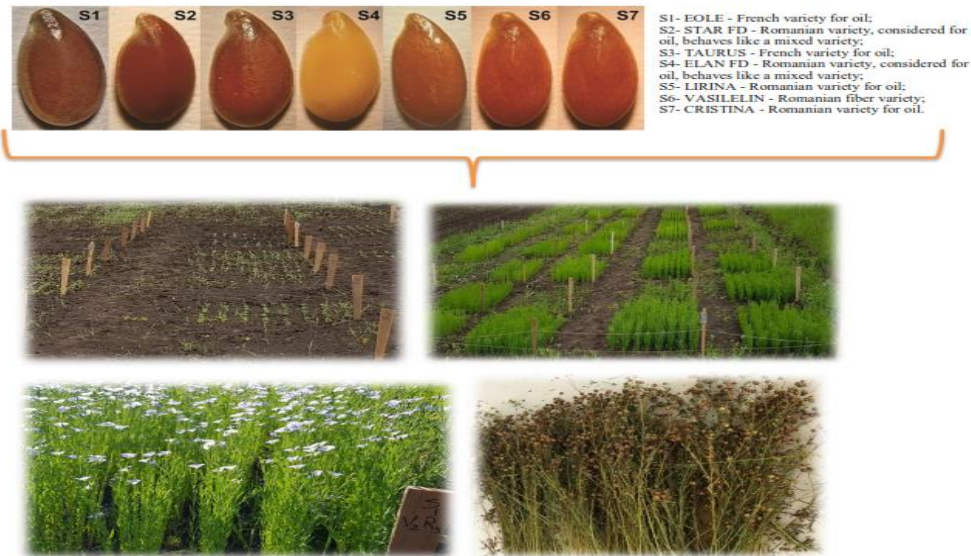 S1 S2 S3 S4 S5 S6 S7
S1- EOLE - French variety for oil;
S2- STAR FD - Romanian variety, considered for
oil, behaves like a mixed variety;
S3- TAURUS - French variety for oil;
S4- ELAN FD - Romanian variety, considered for
oil, behaves like a mixed variety;
S5- LIRINA - Romanian variety for oil;
S6- VASILELIN - Romanian fiber variety;
S7- CRISTINA - Romanian variety for oil.